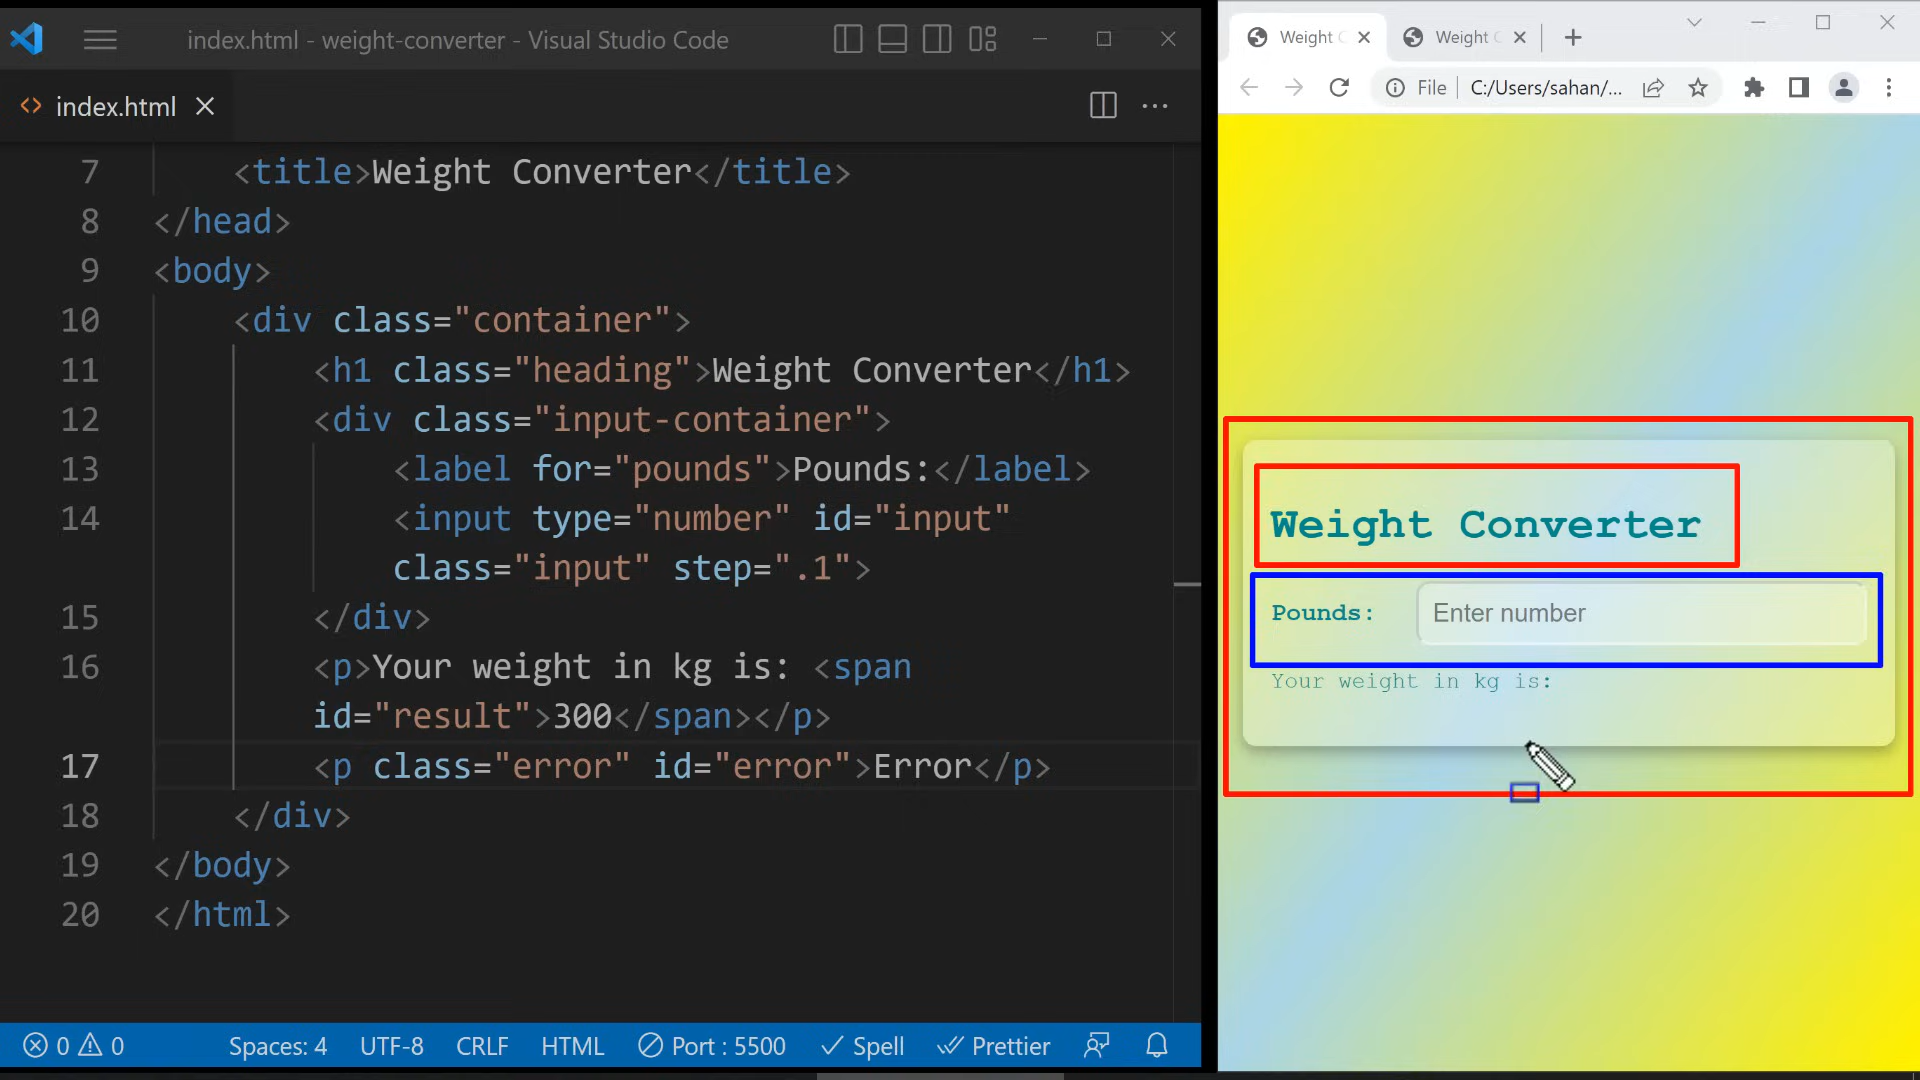 index.html - weight-converter - Visual Studio Code
index.html
7 <title>Weight Converter</title>
8 </head>
9 <body>
10 <div class="container">
11 <h1 class="heading">Weight Converter</h1>
12 <div class="input-container">
13 <label for="pounds">Pounds:</label>
14 <input type="number" id="input"
class="input" step=".1">
15 </div>
16 <p>Your weight in kg is: <span
id="result">300</span></p>
17 <p class="error" id="error">Error</p>
18 </div>
19 </body>
20 </html>
0 0 Spaces: 4 UTF-8 CRLF HTML Port : 5500 Spell Prettier
Weight C Weight C
File C:/Users/sahan/...
Weight Converter
Pounds: Enter number
Your weight in kg is: